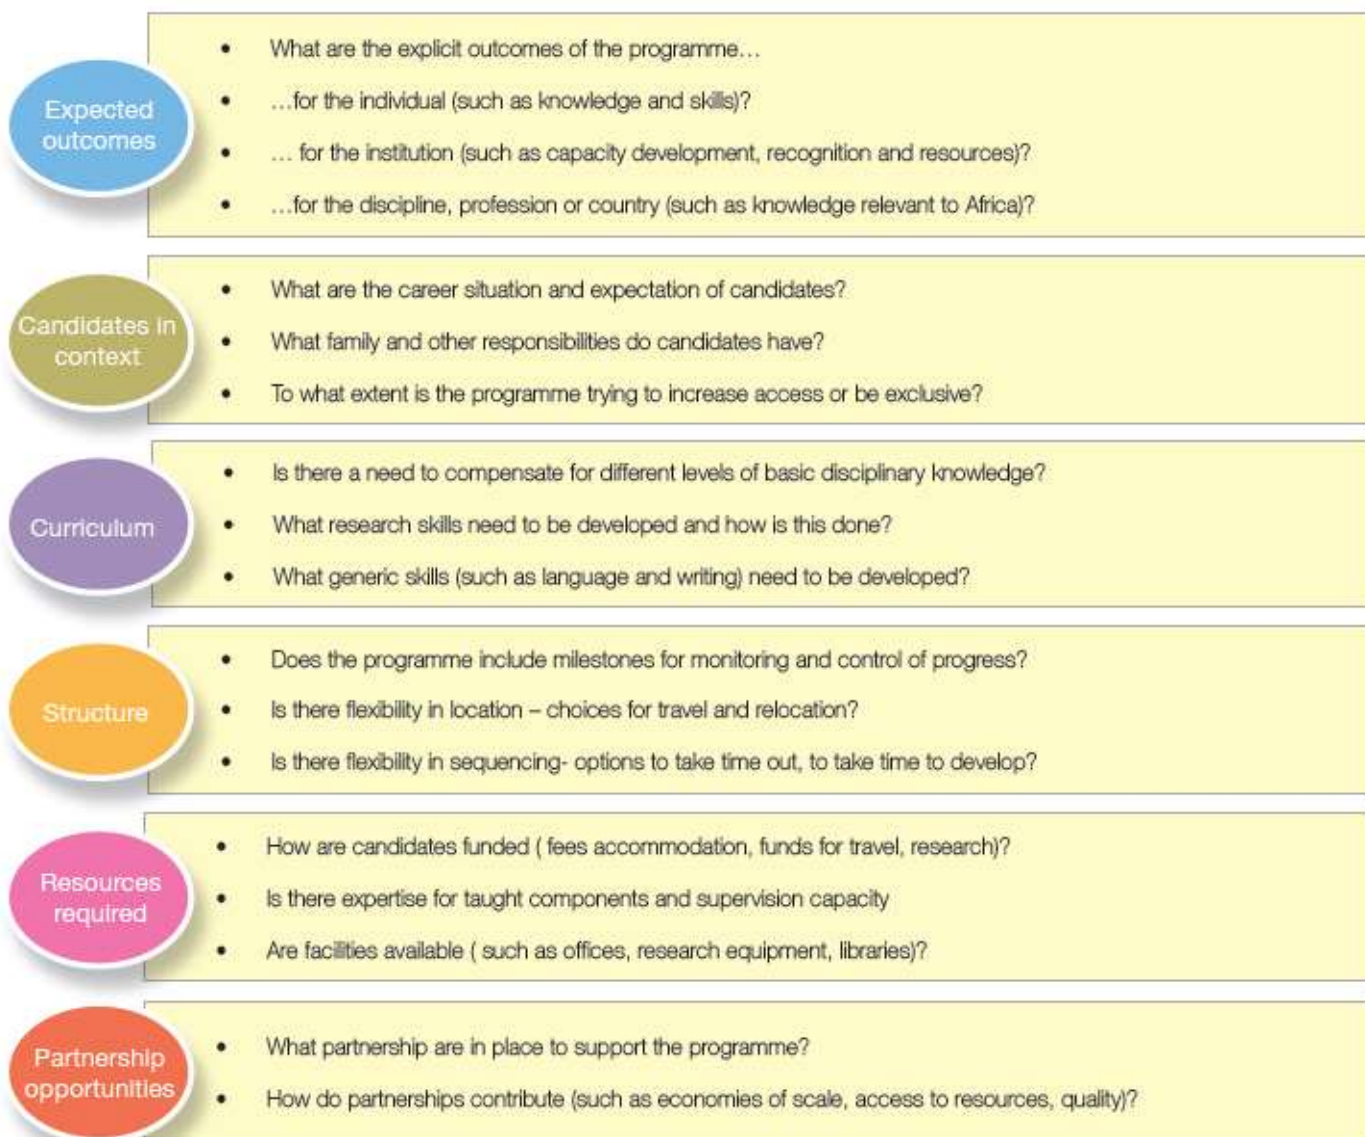 Expected
outcomes
• What are the explicit outcomes of the programme…
• …for the individual (such as knowledge and skills)?
• … for the institution (such as capacity development, recognition and resources)?
• …for the discipline, profession or country (such as knowledge relevant to Africa)?
Candidates in
context
• What are the career situation and expectation of candidates?
• What family and other responsibilities do candidates have?
• To what extent is the programme trying to increase access or be exclusive?
Curriculum
• Is there a need to compensate for different levels of basic disciplinary knowledge?
• What research skills need to be developed and how is this done?
• What generic skills (such as language and writing) need to be developed?
Structure
• Does the programme include milestones for monitoring and control of progress?
• Is there flexibility in location – choices for travel and relocation?
• Is there flexibility in sequencing- options to take time out, to take time to develop?
Resources
required
• How are candidates funded ( fees accommodation, funds for travel, research)?
• Is there expertise for taught components and supervision capacity
• Are facilities available ( such as offices, research equipment, libraries)?
Partnership
opportunities
• What partnership are in place to support the programme?
• How do partnerships contribute (such as economies of scale, access to resources, quality)?